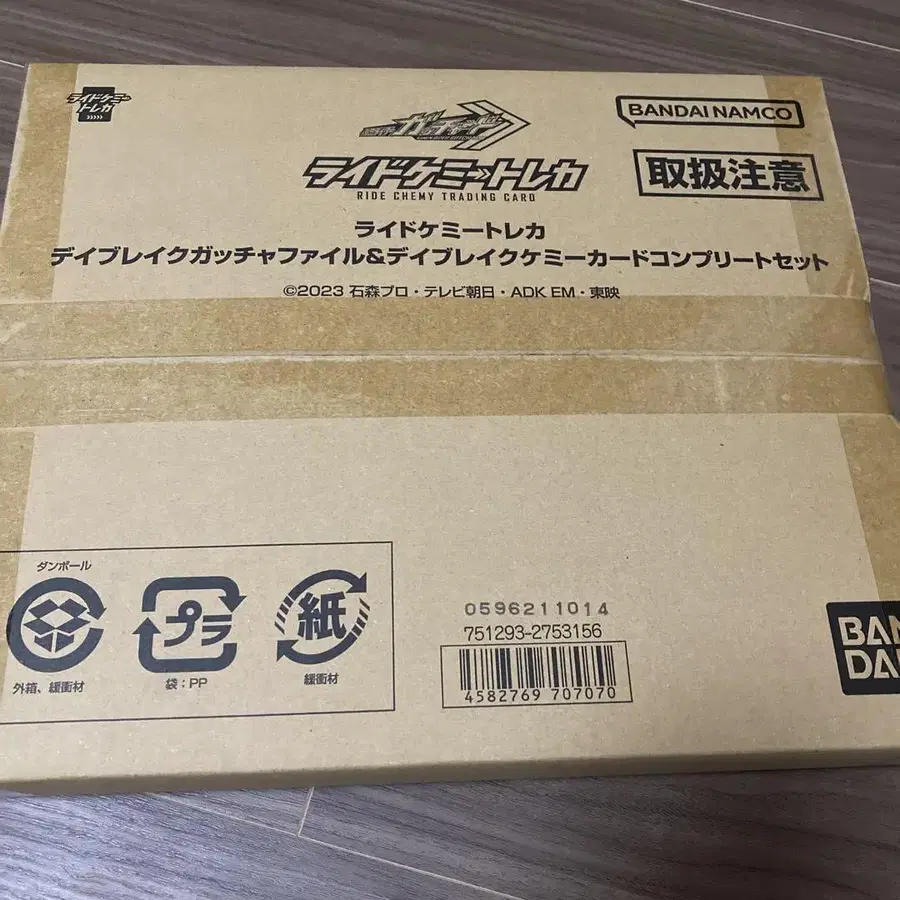 ライドケミー
トレカ
仮面ライダー
ガッチャード
BANDAI NAMCO
ライドケミートレカ
RIDE CHEMY TRADING CARD
取扱注意
ライドケミートレカ
デイブレイクガッチャファイル&デイブレイクケミーカードコンプリートセット
©2023 石森プロ・テレビ朝日・ADK EM・東映
ダンボール
プラ
紙
外箱、緩衝材
袋:PP
緩衝材
0596211014
751293-2753156
4582769 707070
BAN
DAI